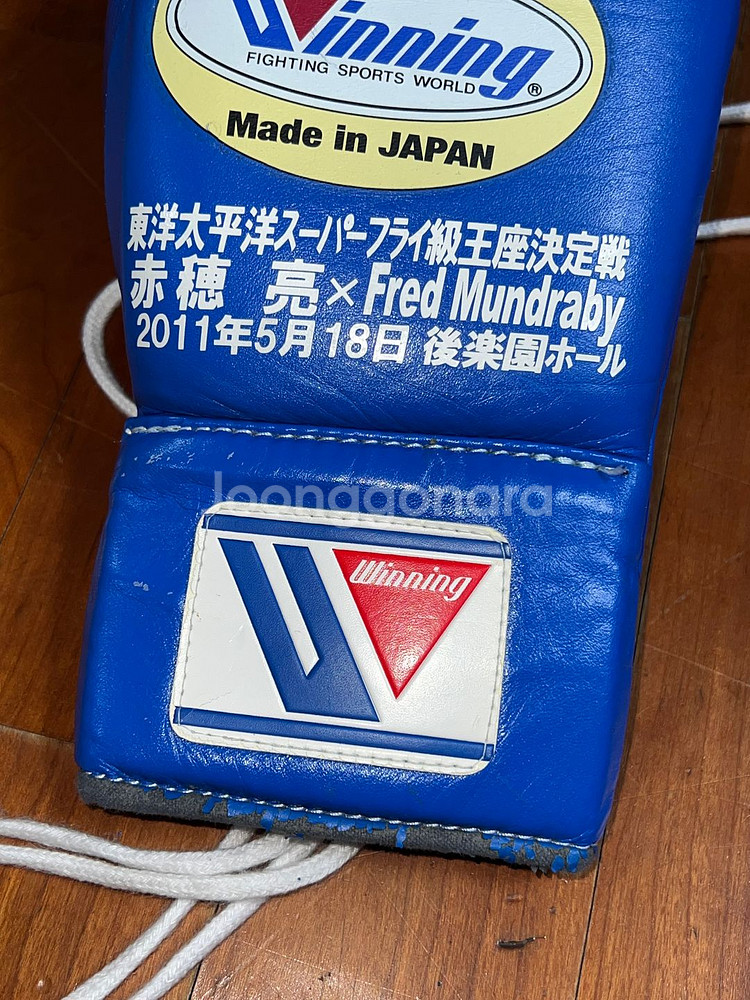 Winning
FIGHTING SPORTS WORLD®
Made in JAPAN
東洋太平洋スーパーフライ級王座決定戦
赤穂 亮×Fred Mundraby
2011年5月18日 後楽園ホール
joonggonara
Winning